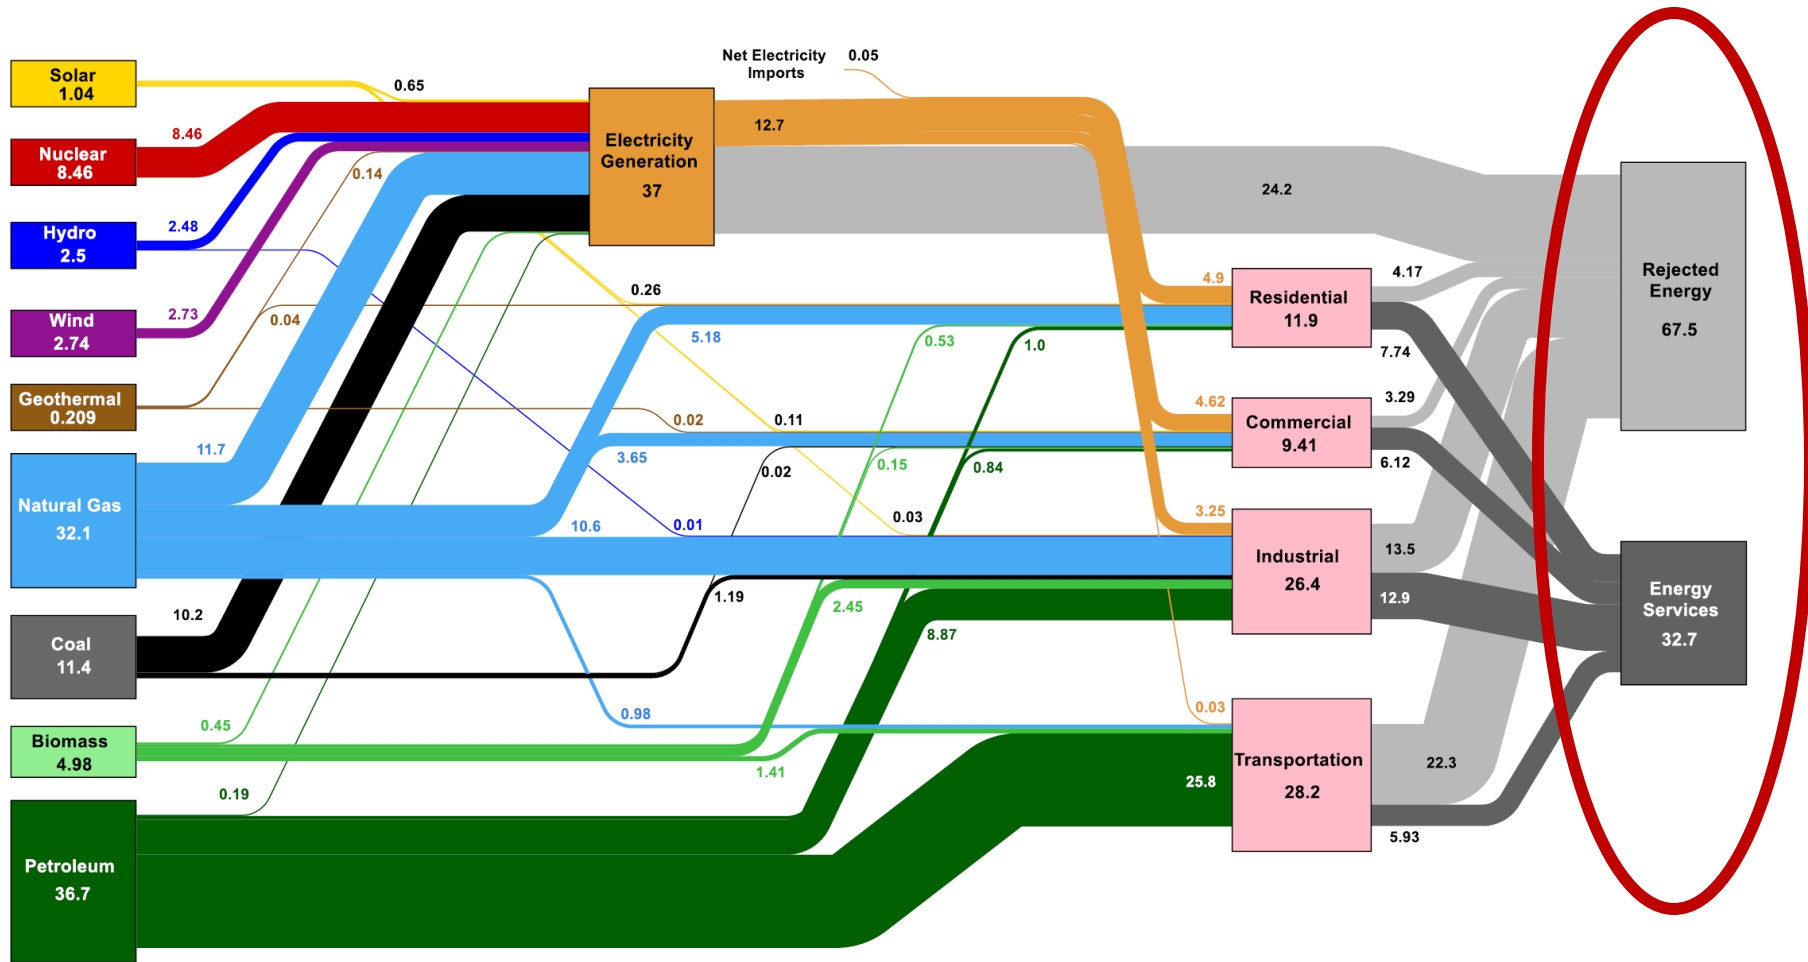 Net Electricity
Imports
0.05
Solar
1.04
0.65
Nuclear
8.46
8.46
Electricity
Generation
37
12.7
24.2
0.14
Hydro
2.5
2.48
Wind
2.74
2.73
0.04
Geothermal
0.209
Natural Gas
32.1
11.7
0.26
5.18
0.53
1.0
4.9
Residential
11.9
4.17
7.74
0.02
0.11
3.65
0.02
0.15
0.84
4.62
Commercial
9.41
3.29
6.12
10.6
0.01
0.03
3.25
Industrial
26.4
13.5
12.9
Coal
11.4
10.2
1.19
2.45
8.87
Biomass
4.98
0.45
0.98
1.41
0.03
Petroleum
36.7
0.19
25.8
Transportation
28.2
22.3
5.93
Rejected
Energy
67.5
Energy
Services
32.7